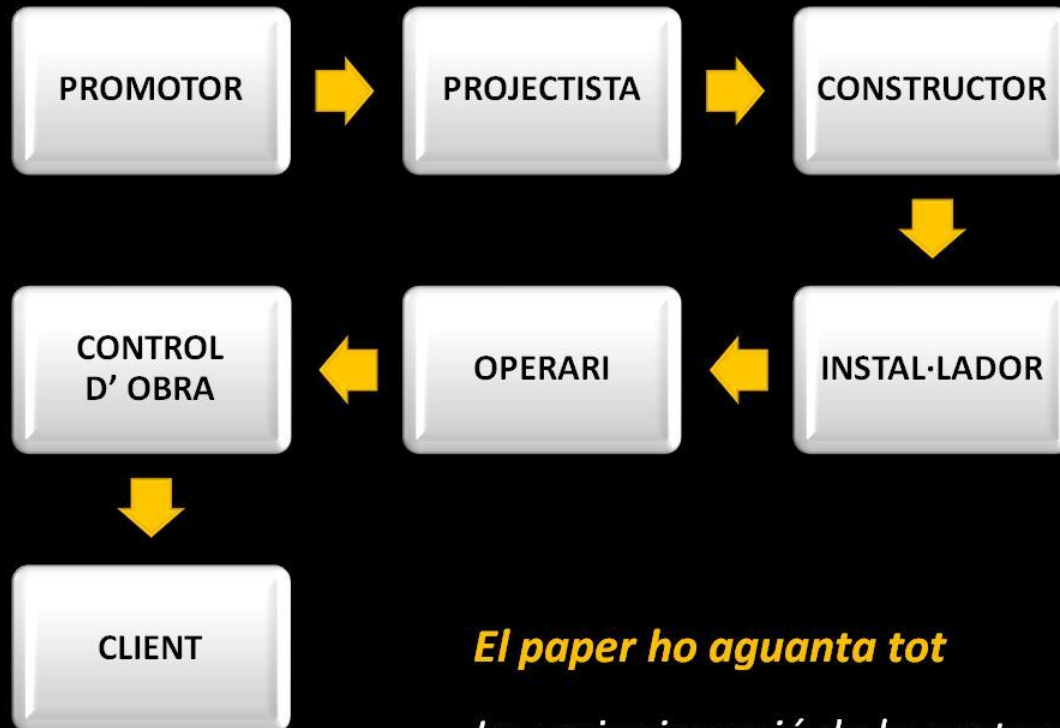 PROMOTOR
PROJECTISTA
CONSTRUCTOR
INSTAL·LADOR
OPERARI
CONTROL
D’ OBRA
CLIENT
El paper ho aguanta tot